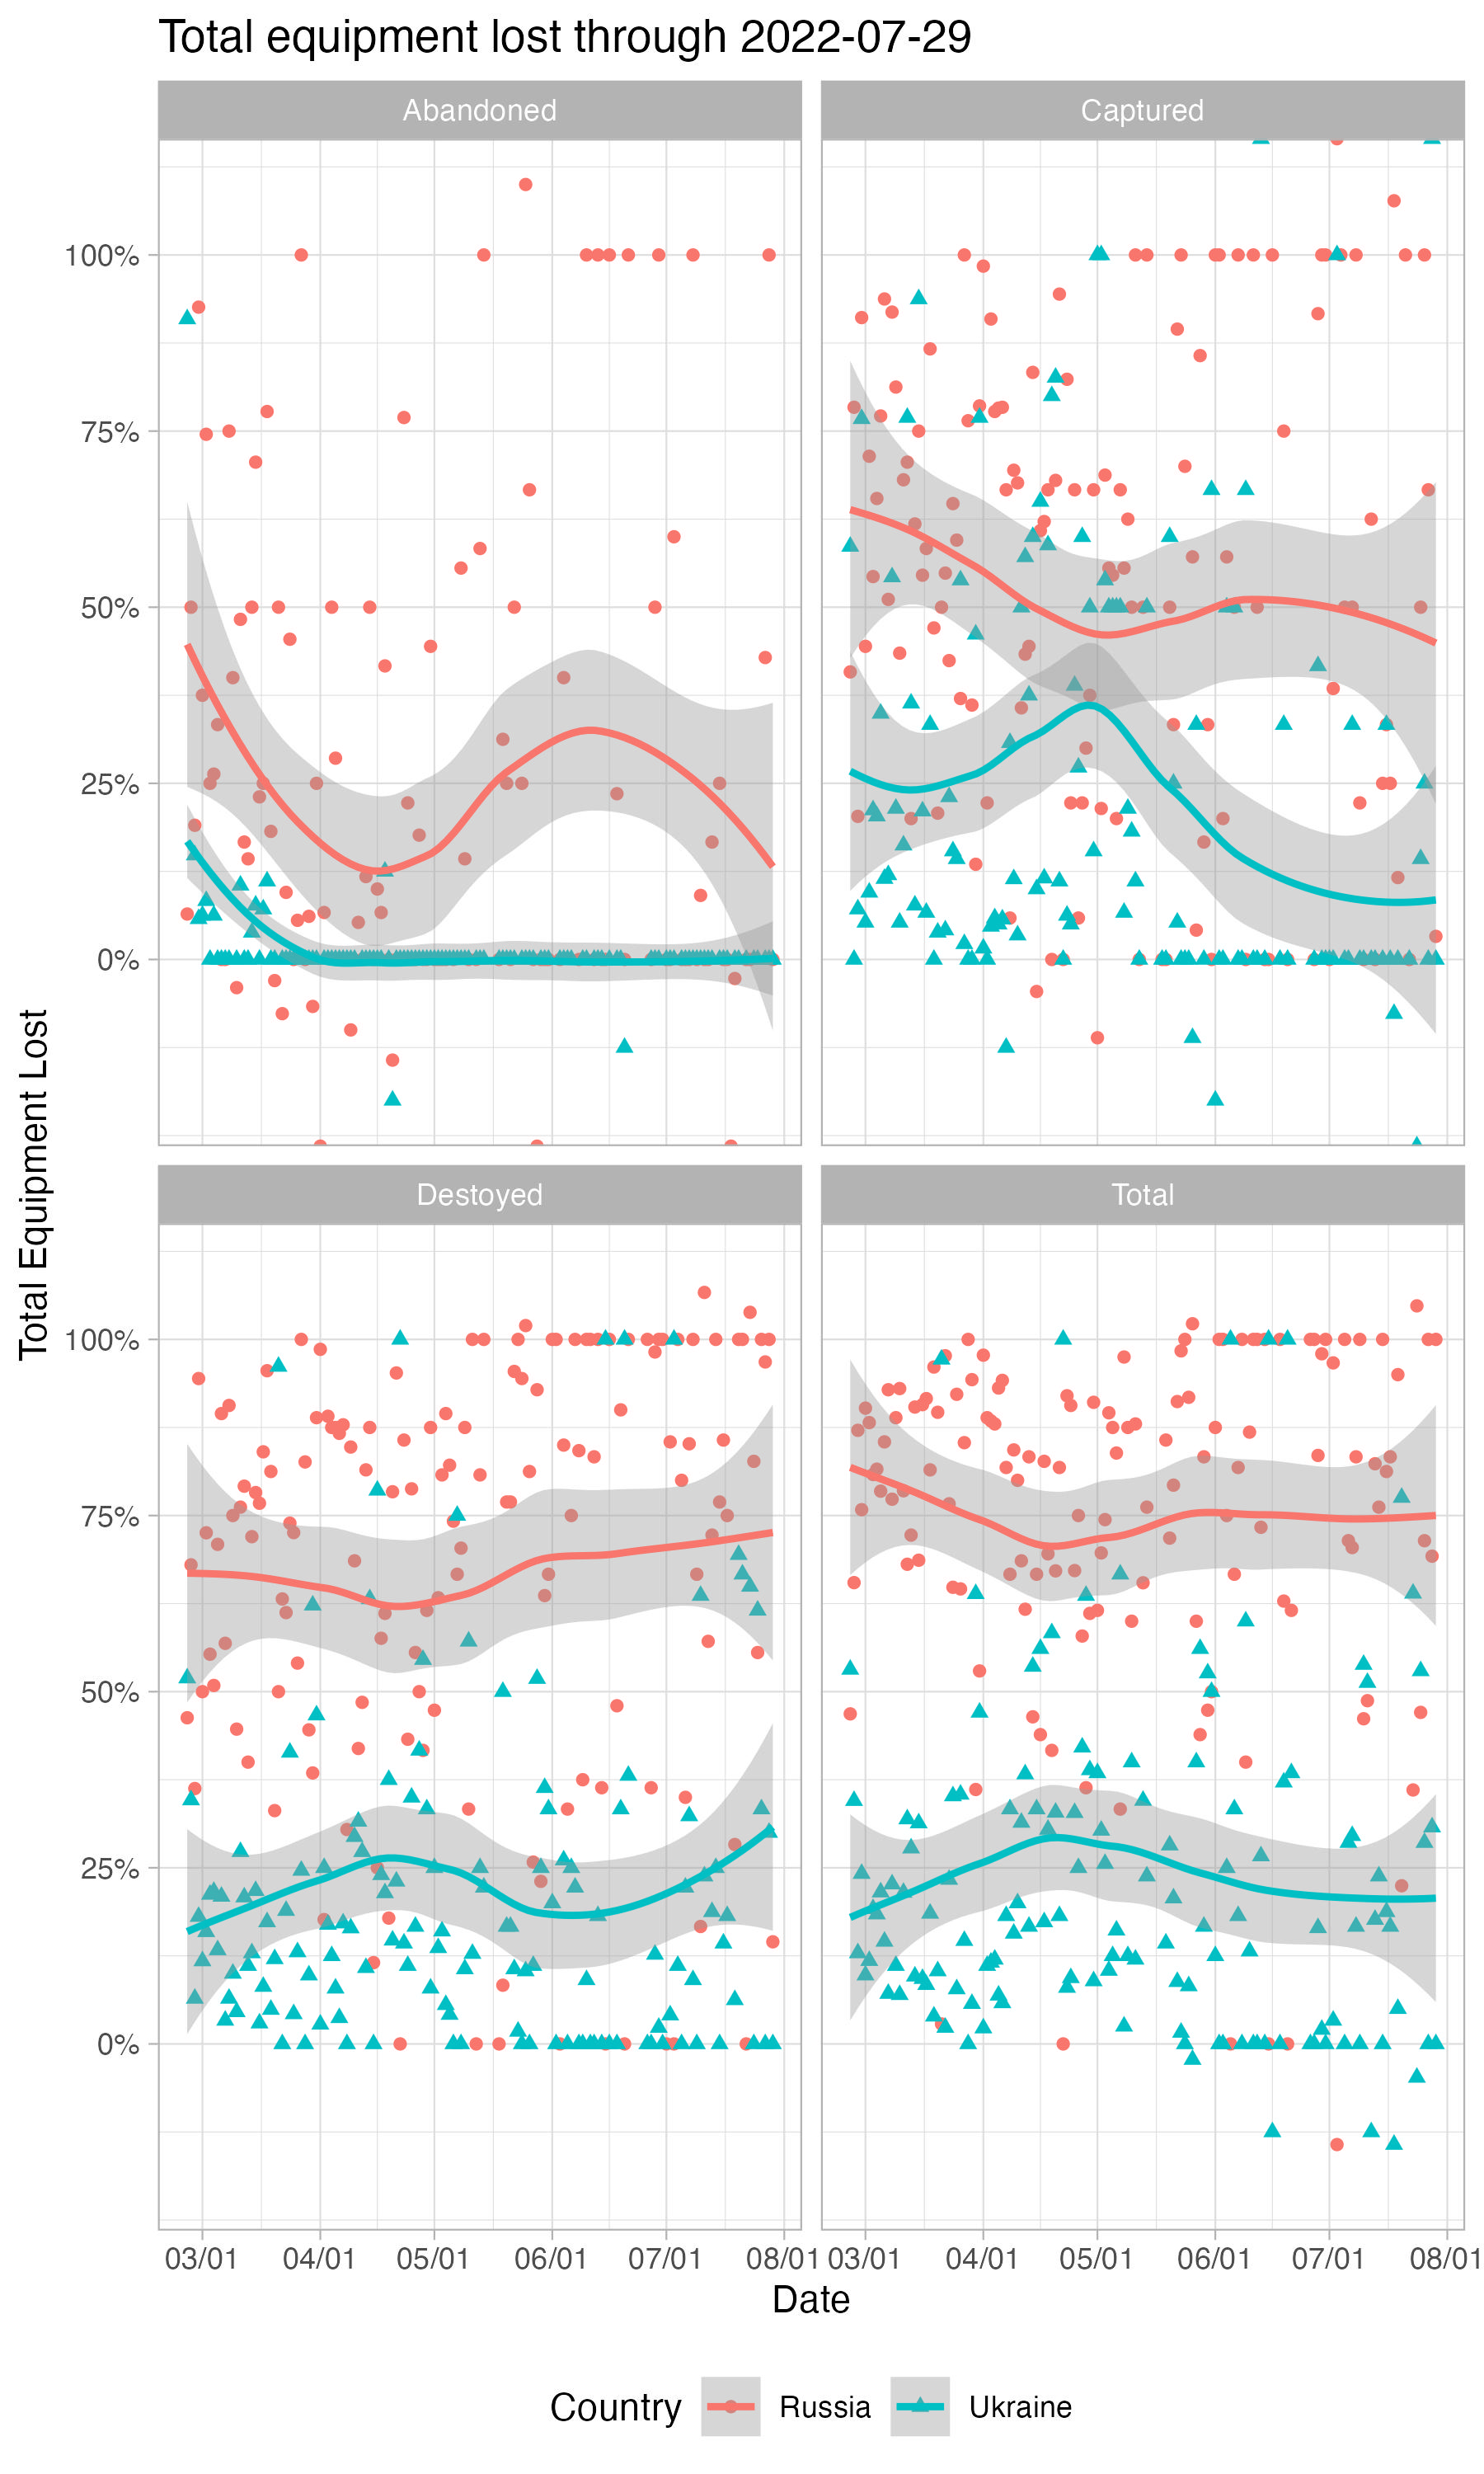 Total equipment lost through 2022-07-29
Abandoned
Captured
100%
75%
50%
25%
0%
Destoyed
Total
100%
75%
50%
25%
0%
Total Equipment Lost
03/01 04/01 05/01 06/01 07/01 08/01 03/01 04/01 05/01 06/01 07/01 08/01
Date
Country Russia Ukraine